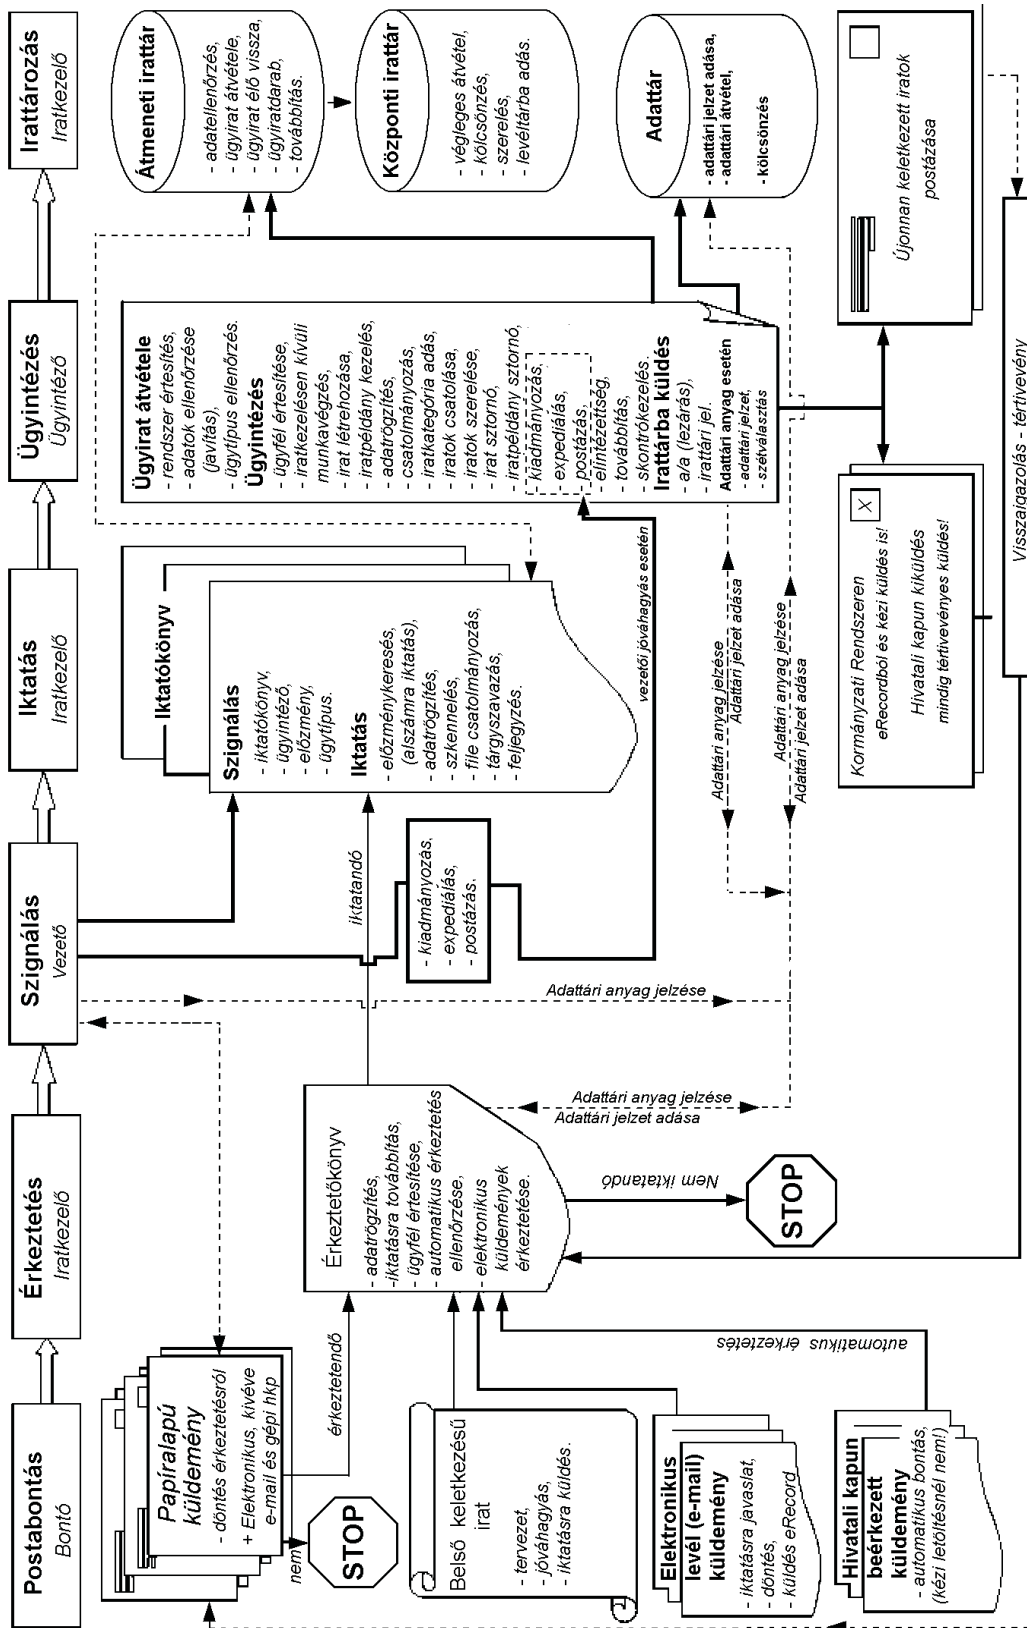 Postabontás
Bontó
Érkeztetés
Iratkezelő
Szignálás
Vezető
Iktatás
Iratkezelő
Ügyintézés
Ügyintéző
Irattározás
Iratkezelő
Papíralapú
küldemény
- döntés érkeztetésről
+ Elektronikus, kivéve
e-mail és gépi hkp
nem
STOP
érkeztetendő
Belső keletkezésű
irat
- tervezet,
- jóváhagyás,
- iktatásra küldés.
Elektronikus
levél (e-mail)
küldemény
- iktatásra javaslat,
- döntés,
- küldés eRecord
Hivatali kapun
beérkezett
küldemény
- automatikus bontás,
(kézi letöltésnél nem!)
automatikus érkeztetés
Érkeztetőkönyv
- adatrögzítés,
-iktatásra továbbítás,
- ügyfél értesítése,
- automatikus érkeztetés
ellenőrzése,
- elektronikus
küldemények
érkeztetése.
Nem iktatandó
STOP
Adattári anyag jelzése
Adattári jelzet adása
Adattári anyag jelzése
iktatandó
- kiadmányozás,
- expediálás,
- postázás.
Iktatókönyv
Szignálás
- iktatókönyv,
- ügyintéző,
- előzmény,
- ügytípus.
Iktatás
- előzménykeresés,
(alszámra iktatás),
- adatrögzítés,
- szkennelés,
- file csatolmányozás,
- tárgyszavazás,
- feljegyzés.
vezetői jóváhagyás esetén
Adattári anyag jelzése
Adattári jelzet adása
Adattári anyag jelzése
Adattári jelzet adása
Ügyirat átvétele
- rendszer értesítés,
- adatok ellenőrzése
(javítás),
- ügytípus ellenőrzés.
Ügyintézés
- ügyfél értesítése,
- iratkezelésen kívüli
munkavégzés,
- irat létrehozása,
- iratpéldány kezelés,
- adatrögzítés,
- csatolmányozás,
- iratkategória adás,
- iratok csatolása,
- iratok szerelése,
- irat sztornó,
- iratpéldány sztornó,
- kiadmányozás,
- expediálás,
- postázás,
- elintézettség,
- továbbítás,
- skontrókezelés.
Irattárba küldés
- a/a (lezárás),
- irattári jel.
Adattári anyag esetén
- adattári jelzet,
- szétválasztás
Átmeneti irattár
- adatellenőrzés,
- ügyirat átvétele,
- ügyirat élő vissza,
- ügyiratdarab,
- továbbítás.
Központi irattár
- végleges átvétel,
- kölcsönzés,
- szerelés,
- levéltárba adás.
Adattár
- adattári jelzet adása,
- adattári átvétel,
- kölcsönzés
Kormányzati Rendszeren
X
eRecordból és kézi küldés is!
Hivatali kapun kiküldés
mindig tértivevényes küldés!
Újonnan keletkezett iratok
postázása
Visszaigazolás - tértivevény